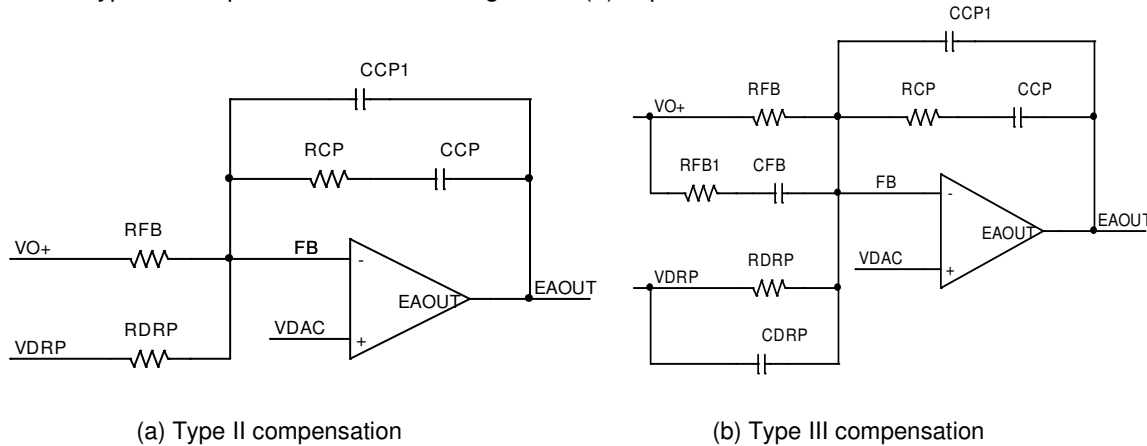 CCP1
RCP CCP
RFB
VO+
FB
EAOUT
EAOUT
RDRP
VDAC
VDRP
(a) Type II compensation
CCP1
RFB
RCP
CCP
VO+
RFB1
CFB
FB
EAOUT
EAOUT
RDRP
VDAC
VDRP
CDRP
(b) Type III compensation